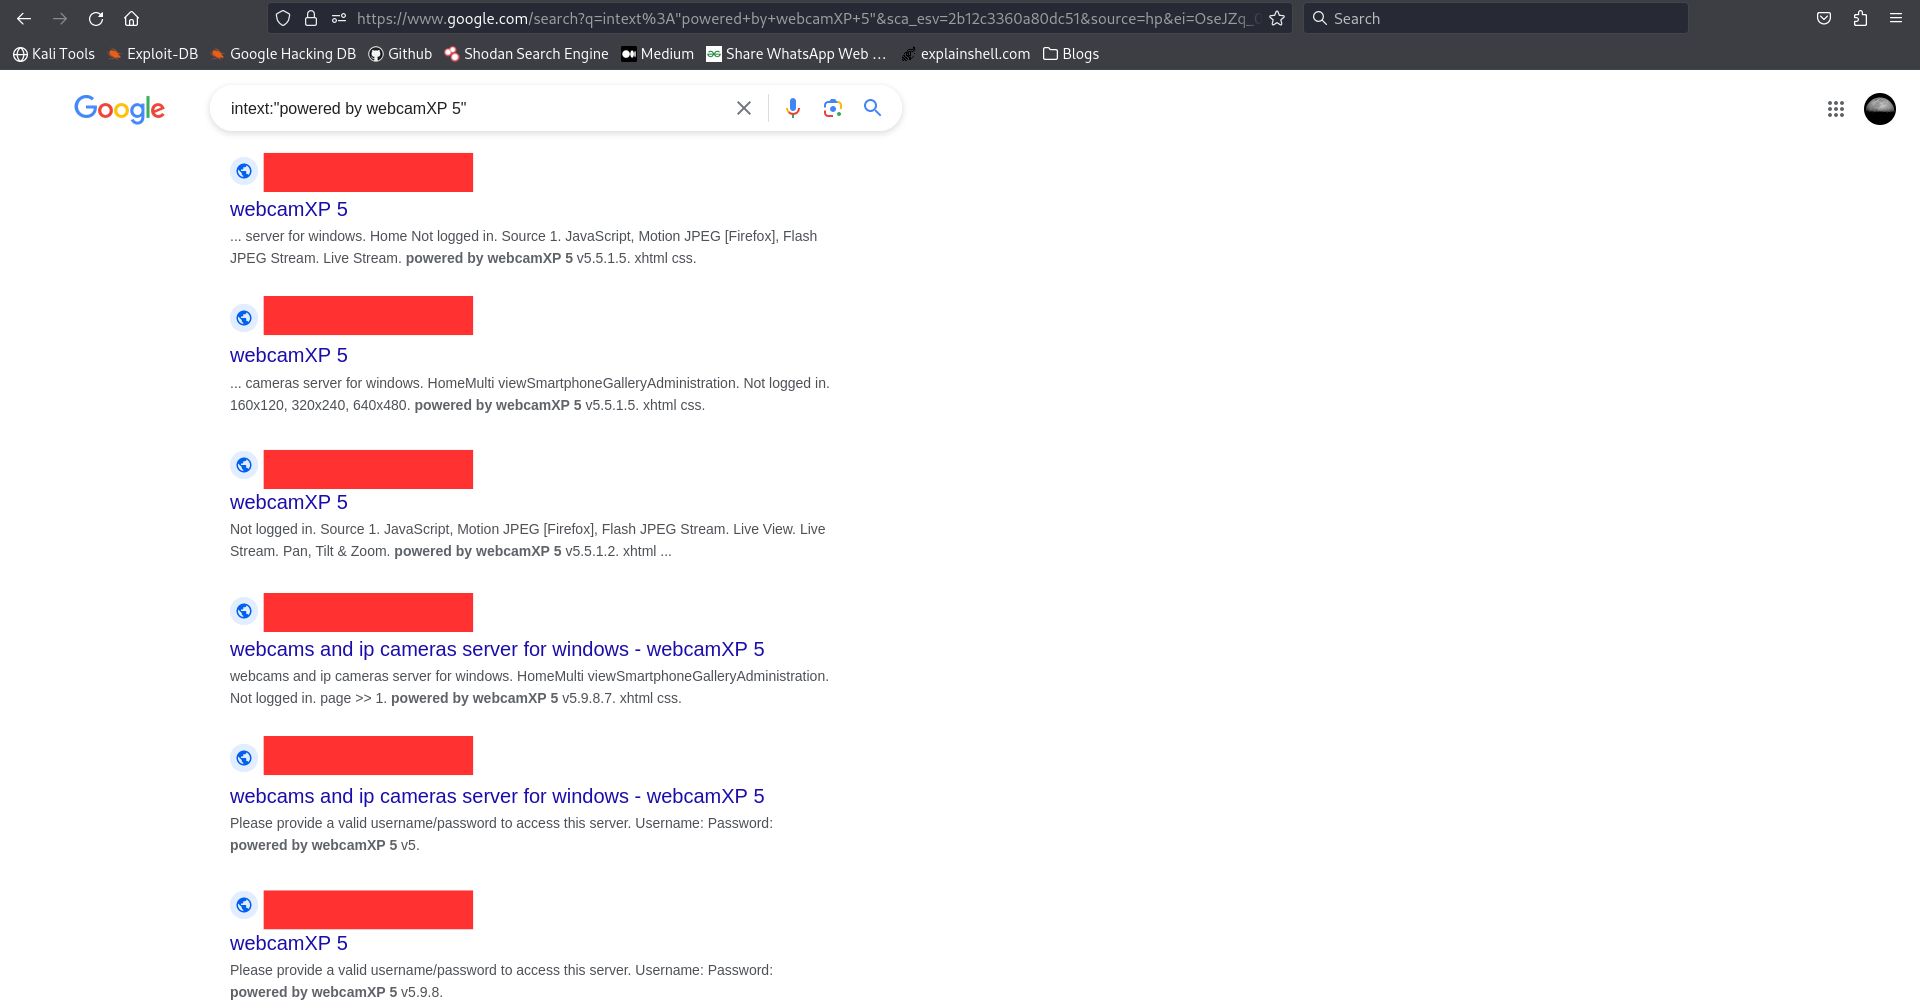 https://www.google.com/search?q=intext%3A"powered+by+webcamXP+5"&sca_esv=2b12c3360a80dc51&source=hp&ei=OseJZq_
Search
Kali Tools Exploit-DB Google Hacking DB Github Shodan Search Engine Medium Share WhatsApp Web … explainshell.com Blogs
Google
intext:"powered by webcamXP 5"
webcamXP 5
... server for windows. Home Not logged in. Source 1. JavaScript, Motion JPEG [Firefox], Flash
JPEG Stream. Live Stream. powered by webcamXP 5 v5.5.1.5. xhtml css.
webcamXP 5
... cameras server for windows. HomeMulti viewSmartphoneGalleryAdministration. Not logged in.
160x120, 320x240, 640x480. powered by webcamXP 5 v5.5.1.5. xhtml css.
webcamXP 5
Not logged in. Source 1. JavaScript, Motion JPEG [Firefox], Flash JPEG Stream. Live View. Live
Stream. Pan, Tilt & Zoom. powered by webcamXP 5 v5.5.1.2. xhtml ...
webcams and ip cameras server for windows - webcamXP 5
webcams and ip cameras server for windows. HomeMulti viewSmartphoneGalleryAdministration.
Not logged in. page >> 1. powered by webcamXP 5 v5.9.8.7. xhtml css.
webcams and ip cameras server for windows - webcamXP 5
Please provide a valid username/password to access this server. Username: Password:
powered by webcamXP 5 v5.
webcamXP 5
Please provide a valid username/password to access this server. Username: Password:
powered by webcamXP 5 v5.9.8.